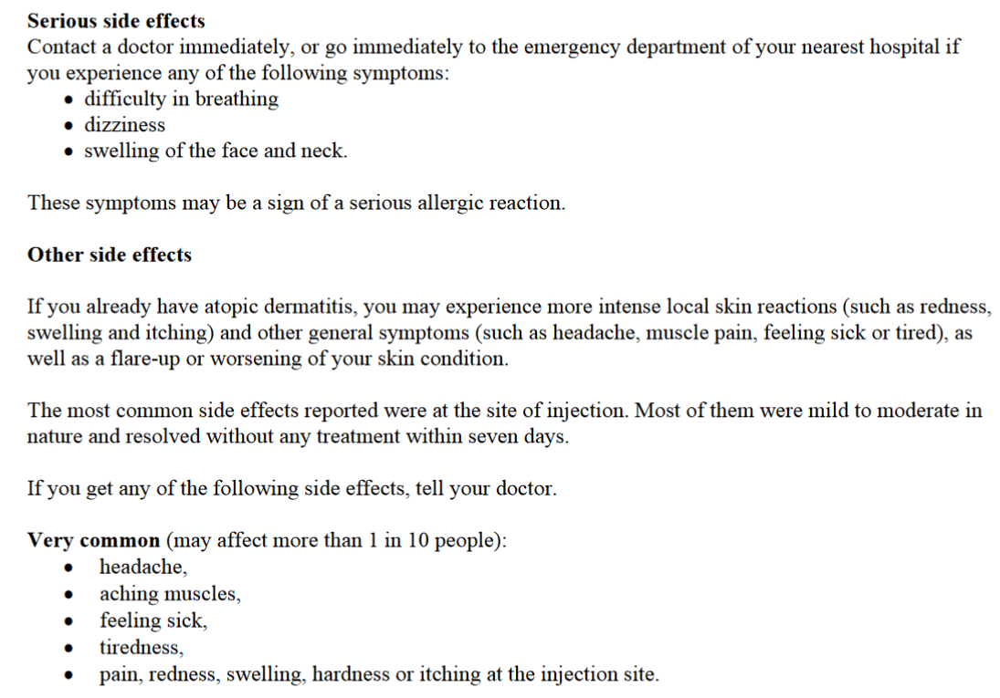 Serious side effects
Contact a doctor immediately, or go immediately to the emergency department of your nearest hospital if
you experience any of the following symptoms:
• difficulty in breathing
• dizziness
• swelling of the face and neck.
These symptoms may be a sign of a serious allergic reaction.
Other side effects
If you already have atopic dermatitis, you may experience more intense local skin reactions (such as redness,
swelling and itching) and other general symptoms (such as headache, muscle pain, feeling sick or tired), as
well as a flare-up or worsening of your skin condition.
The most common side effects reported were at the site of injection. Most of them were mild to moderate in
nature and resolved without any treatment within seven days.
If you get any of the following side effects, tell your doctor.
Very common (may affect more than 1 in 10 people):
• headache,
• aching muscles,
• feeling sick,
• tiredness,
• pain, redness, swelling, hardness or itching at the injection site.